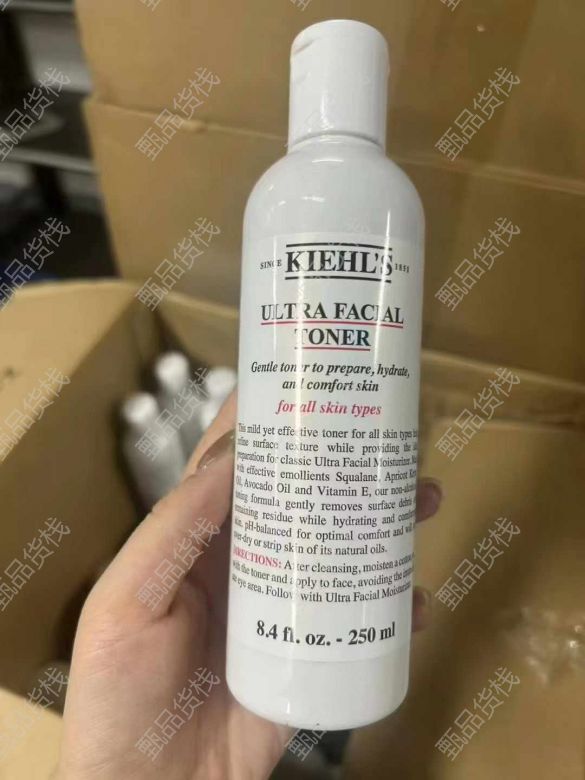 SINCE KIEHL'S 1851
ULTRA FACIAL
TONER
Gentle toner to prepare, hydrate,
and comfort skin
for all skin types
This mild yet effective toner for all skin types
surface texture while providing the
preparation for classic Ultra Facial Moisturizer.
with effective emollients Squalane, Apricot
Oil, Avocado Oil and Vitamin E, our
toning formula gently removes surface debris
remaining residue while hydrating and
skin. pH-balanced for optimal comfort and will
over-dry or strip skin of its natural oils.
DIRECTIONS: After cleansing, moisten a cotton
with the toner and apply to face, avoiding the
eye area. Follow with Ultra Facial
8.4 fl. oz. - 250 ml
甄品货栈